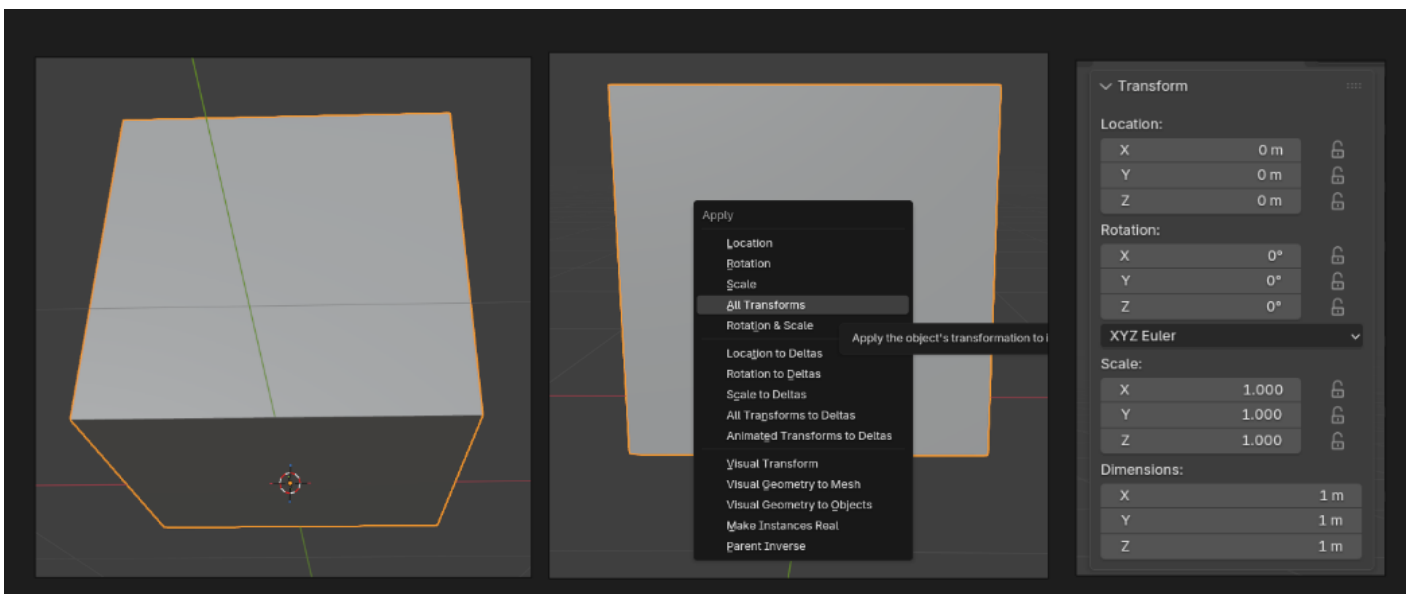 Apply
Location
Rotation
Scale
All Transforms
Rotation & Scale
Apply the object's transformation to i
Location to Deltas
Rotation to Deltas
Scale to Deltas
All Transforms to Deltas
Animated Transforms to Deltas
Visual Transform
Visual Geometry to Mesh
Visual Geometry to Objects
Make Instances Real
Parent Inverse
Transform
Location:
X 0 m
Y 0 m
Z 0 m
Rotation:
X 0°
Y 0°
Z 0°
XYZ Euler
Scale:
X 1.000
Y 1.000
Z 1.000
Dimensions:
X 1 m
Y 1 m
Z 1 m